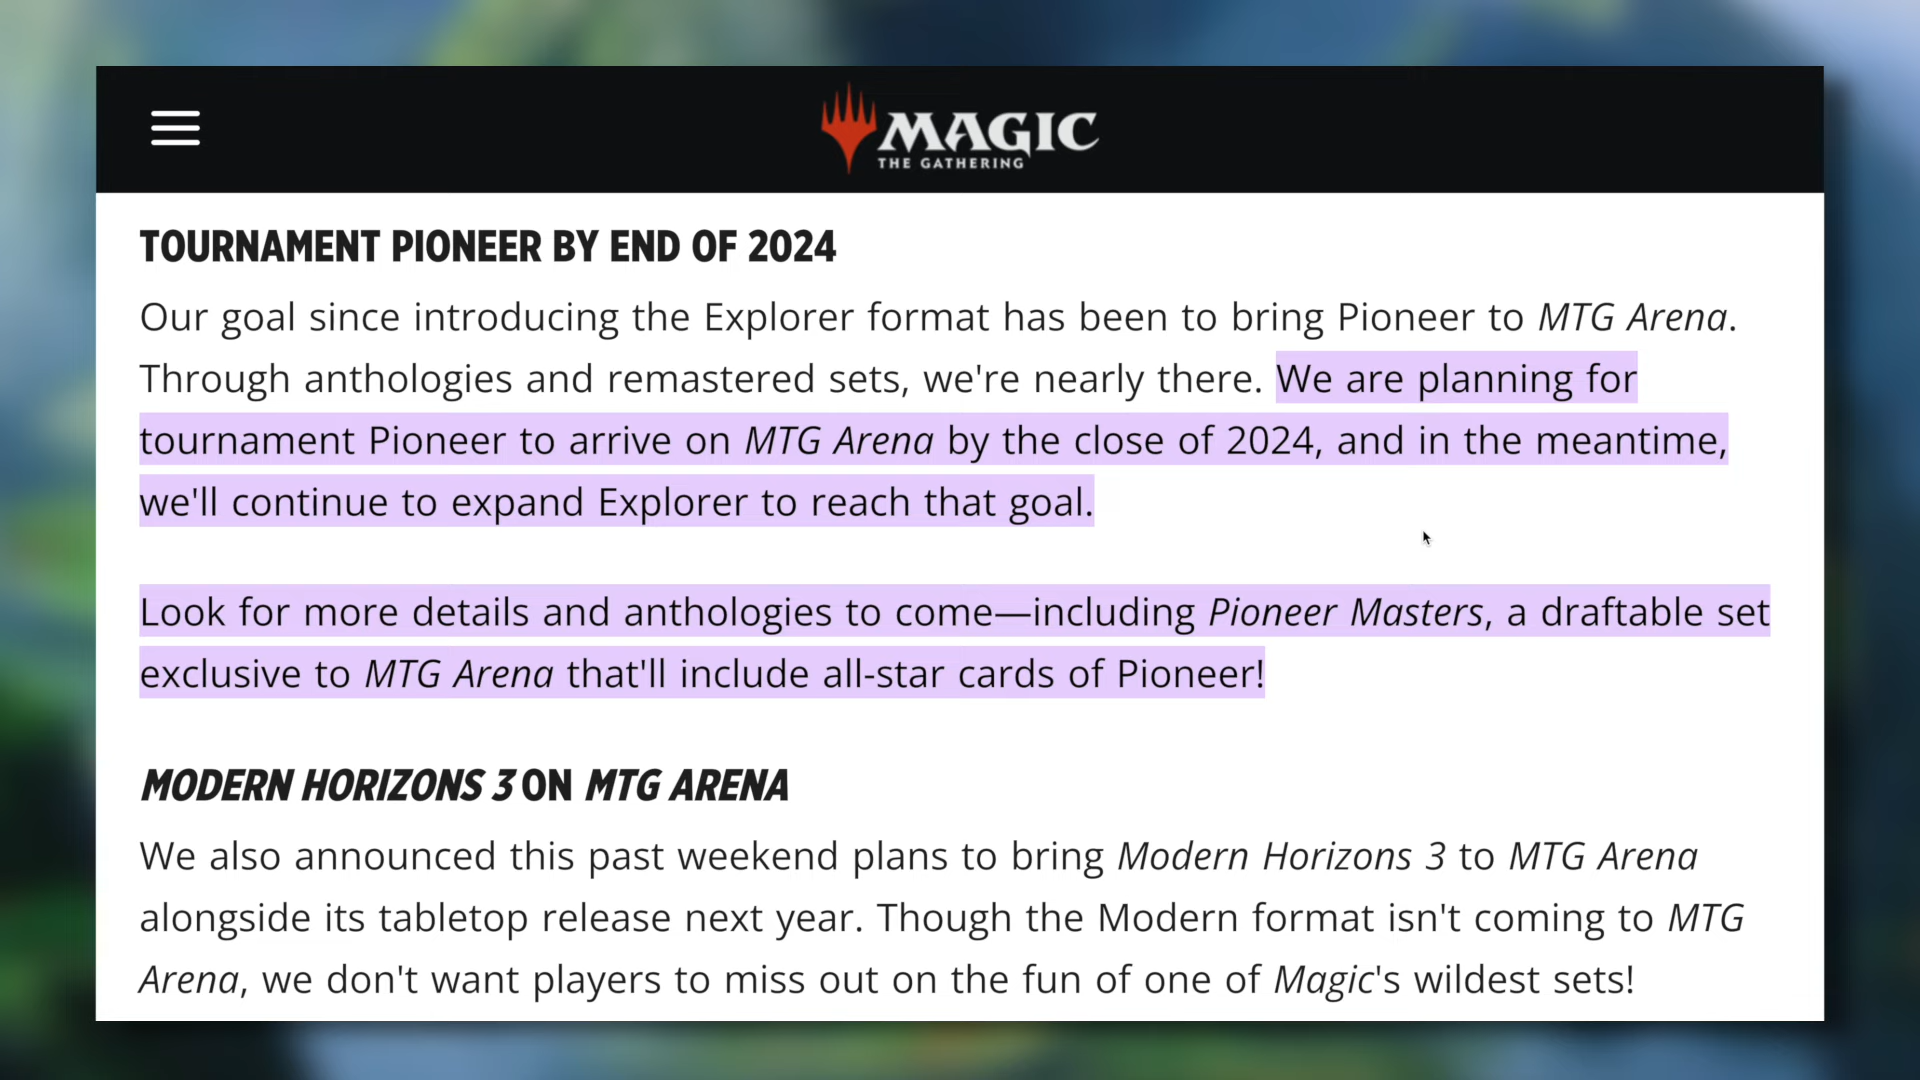 MAGIC
THE GATHERING
TOURNAMENT PIONEER BY END OF 2024
Our goal since introducing the Explorer format has been to bring Pioneer to MTG Arena.
Through anthologies and remastered sets, we're nearly there. We are planning for
tournament Pioneer to arrive on MTG Arena by the close of 2024, and in the meantime,
we'll continue to expand Explorer to reach that goal.
Look for more details and anthologies to come—including Pioneer Masters, a draftable set
exclusive to MTG Arena that'll include all-star cards of Pioneer!
MODERN HORIZONS 3 ON MTG ARENA
We also announced this past weekend plans to bring Modern Horizons 3 to MTG Arena
alongside its tabletop release next year. Though the Modern format isn't coming to MTG
Arena, we don't want players to miss out on the fun of one of Magic's wildest sets!